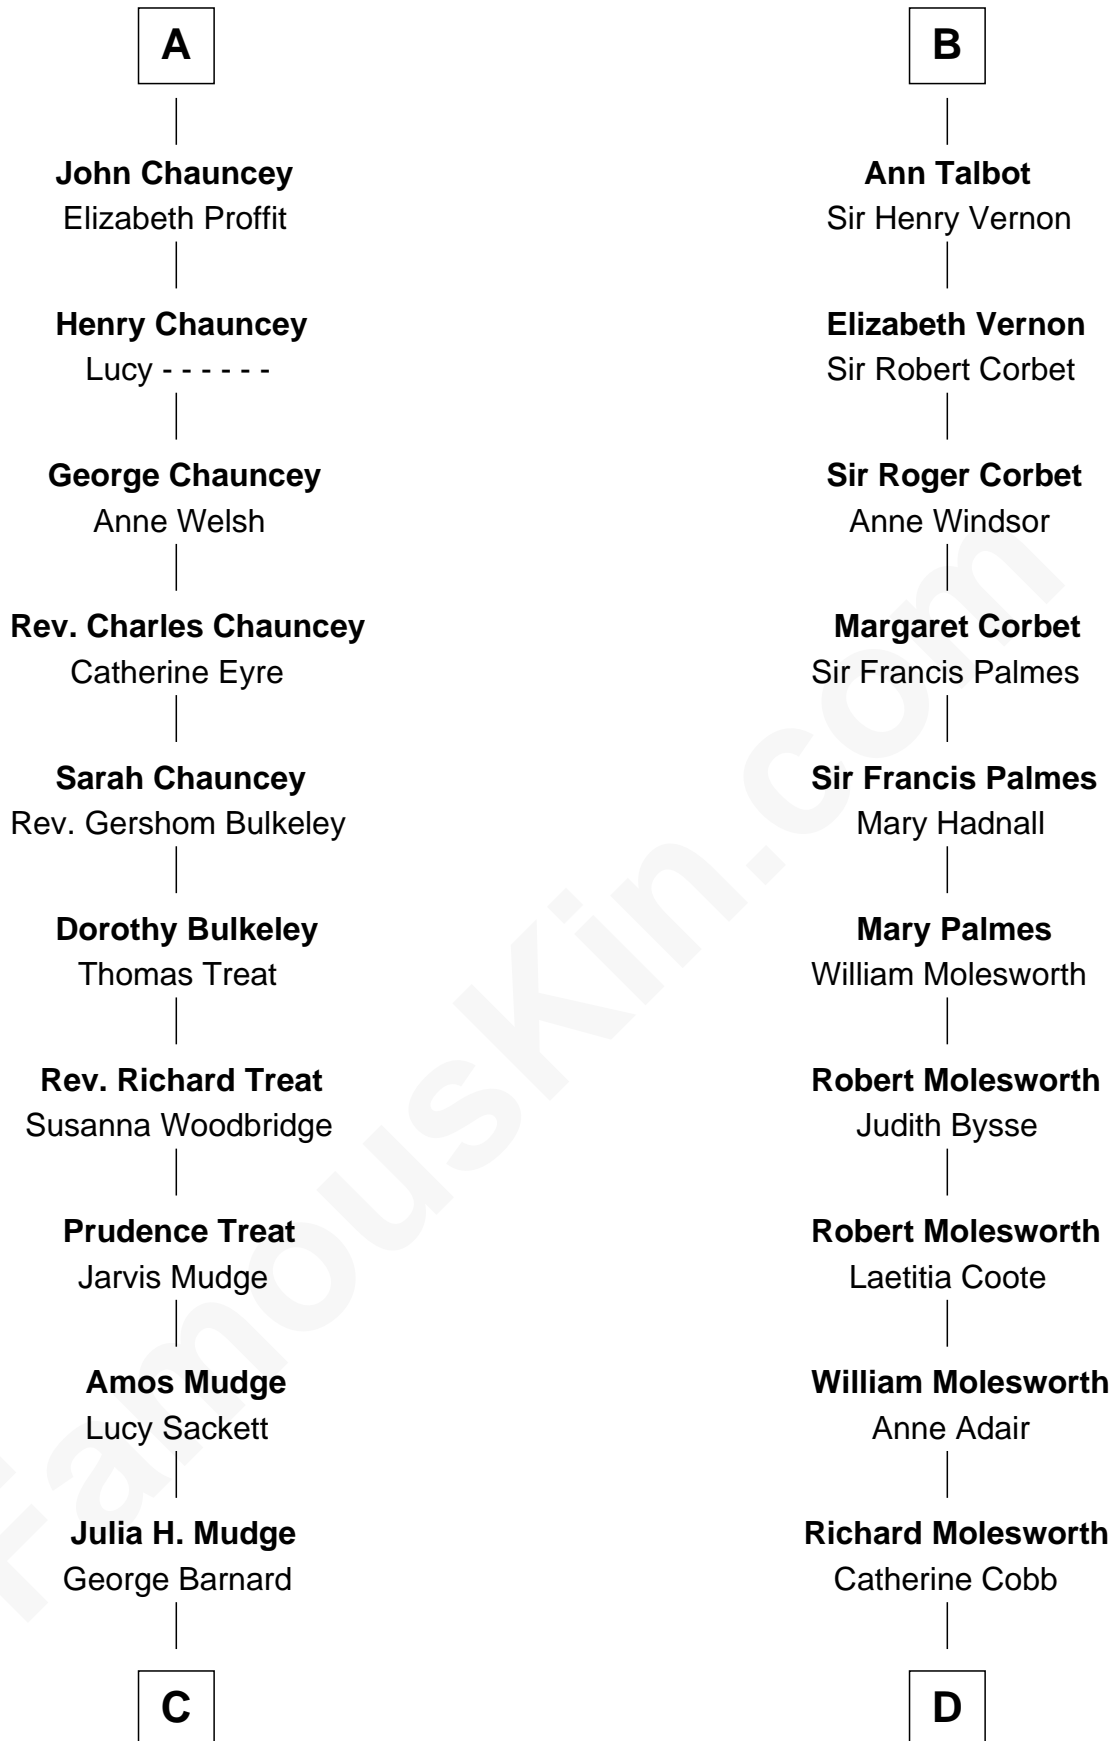 A
John Chauncey
Elizabeth Proffit
Henry Chauncey
Lucy - - - - - -
George Chauncey
Anne Welsh
Rev. Charles Chauncey
Catherine Eyre
Sarah Chauncey
Rev. Gershom Bulkeley
Dorothy Bulkeley
Thomas Treat
Rev. Richard Treat
Susanna Woodbridge
Prudence Treat
Jarvis Mudge
Amos Mudge
Lucy Sackett
Julia H. Mudge
George Barnard
C
B
Ann Talbot
Sir Henry Vernon
Elizabeth Vernon
Sir Robert Corbet
Sir Roger Corbet
Anne Windsor
Margaret Corbet
Sir Francis Palmes
Sir Francis Palmes
Mary Hadnall
Mary Palmes
William Molesworth
Robert Molesworth
Judith Bysse
Robert Molesworth
Laetitia Coote
William Molesworth
Anne Adair
Richard Molesworth
Catherine Cobb
D
FamousKin.com